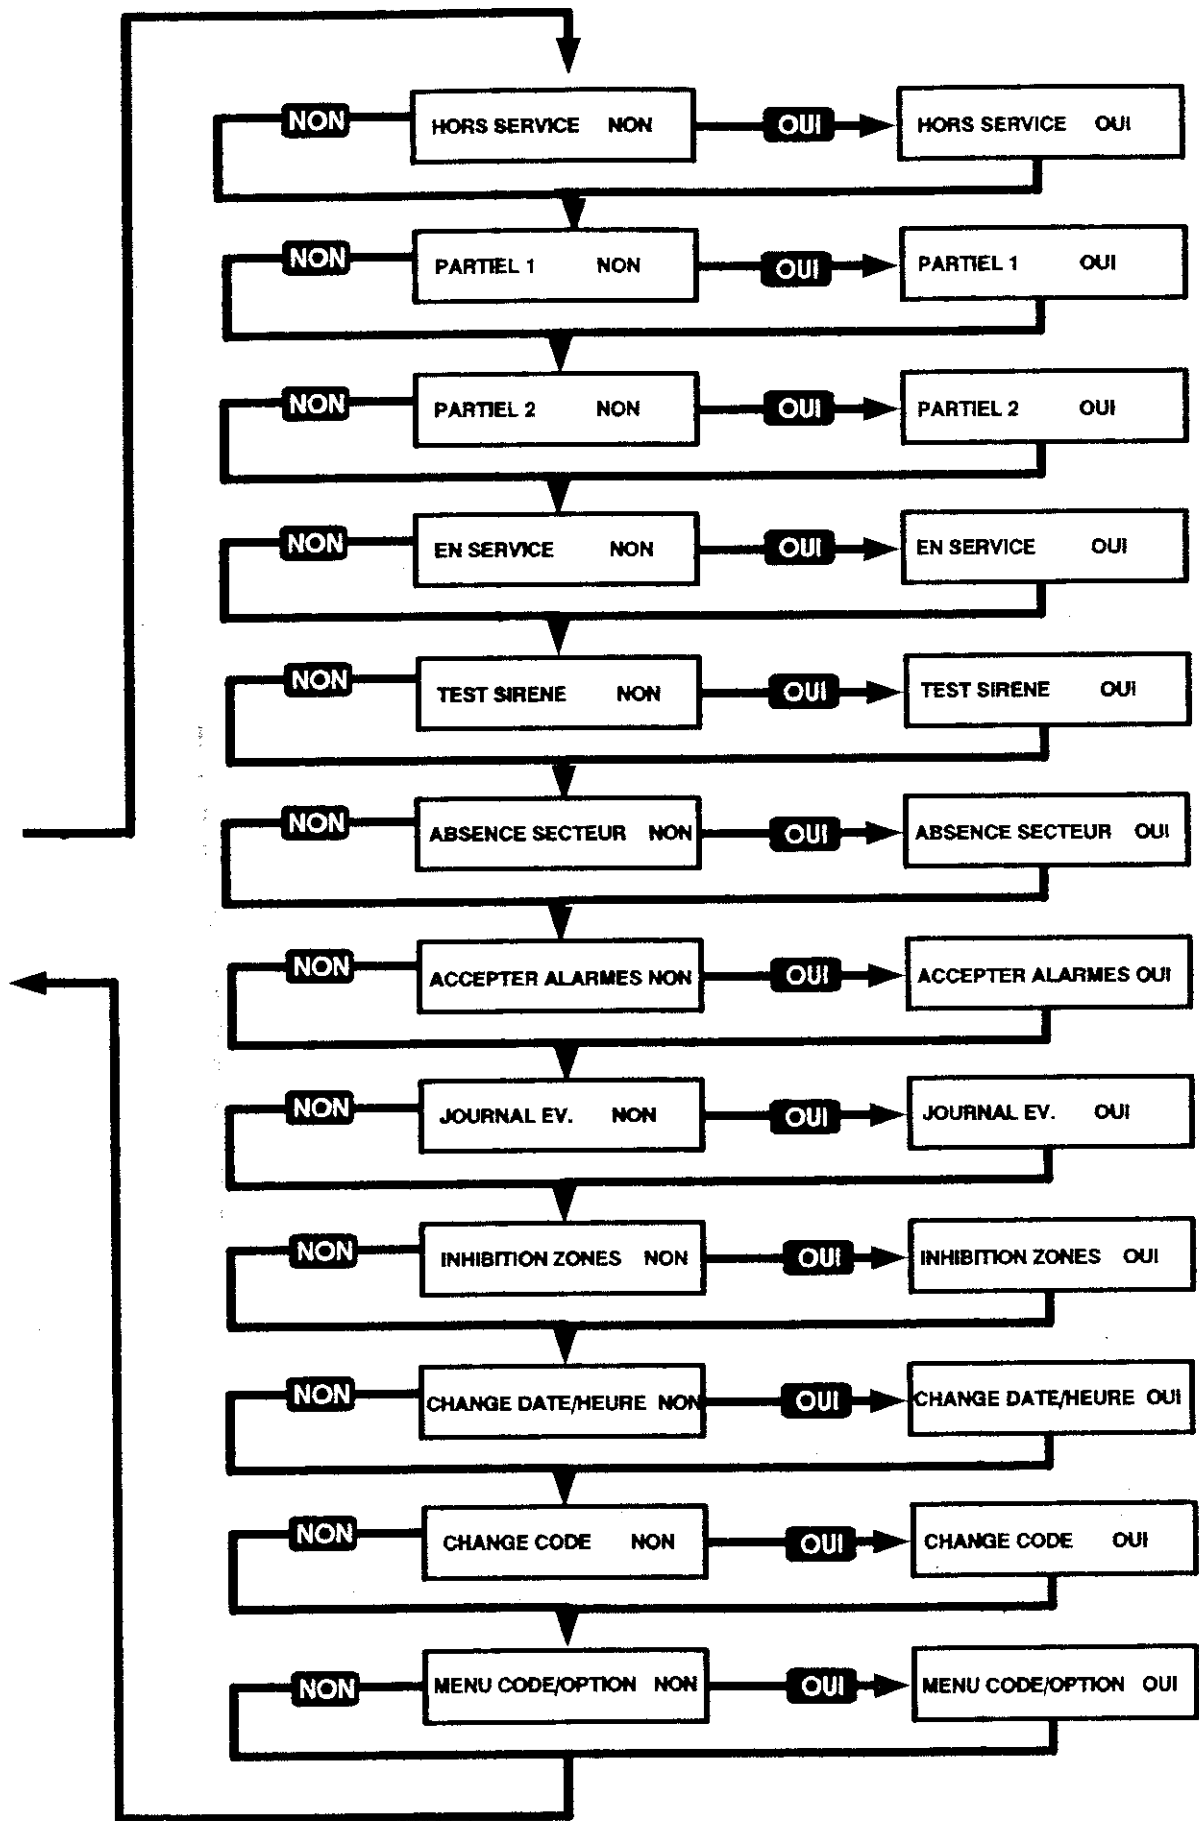 NON HORS SERVICE NON OUI HORS SERVICE OUI
NON PARTIEL 1 NON OUI PARTIEL 1 OUI
NON PARTIEL 2 NON OUI PARTIEL 2 OUI
NON EN SERVICE NON OUI EN SERVICE OUI
NON TEST SIRENE NON OUI TEST SIRENE OUI
NON ABSENCE SECTEUR NON OUI ABSENCE SECTEUR OUI
NON ACCEPTER ALARMES NON OUI ACCEPTER ALARMES OUI
NON JOURNAL EV. NON OUI JOURNAL EV. OUI
NON INHIBITION ZONES NON OUI INHIBITION ZONES OUI
NON CHANGE DATE/HEURE NON OUI CHANGE DATE/HEURE OUI
NON CHANGE CODE NON OUI CHANGE CODE OUI
NON MENU CODE/OPTION NON OUI MENU CODE/OPTION OUI